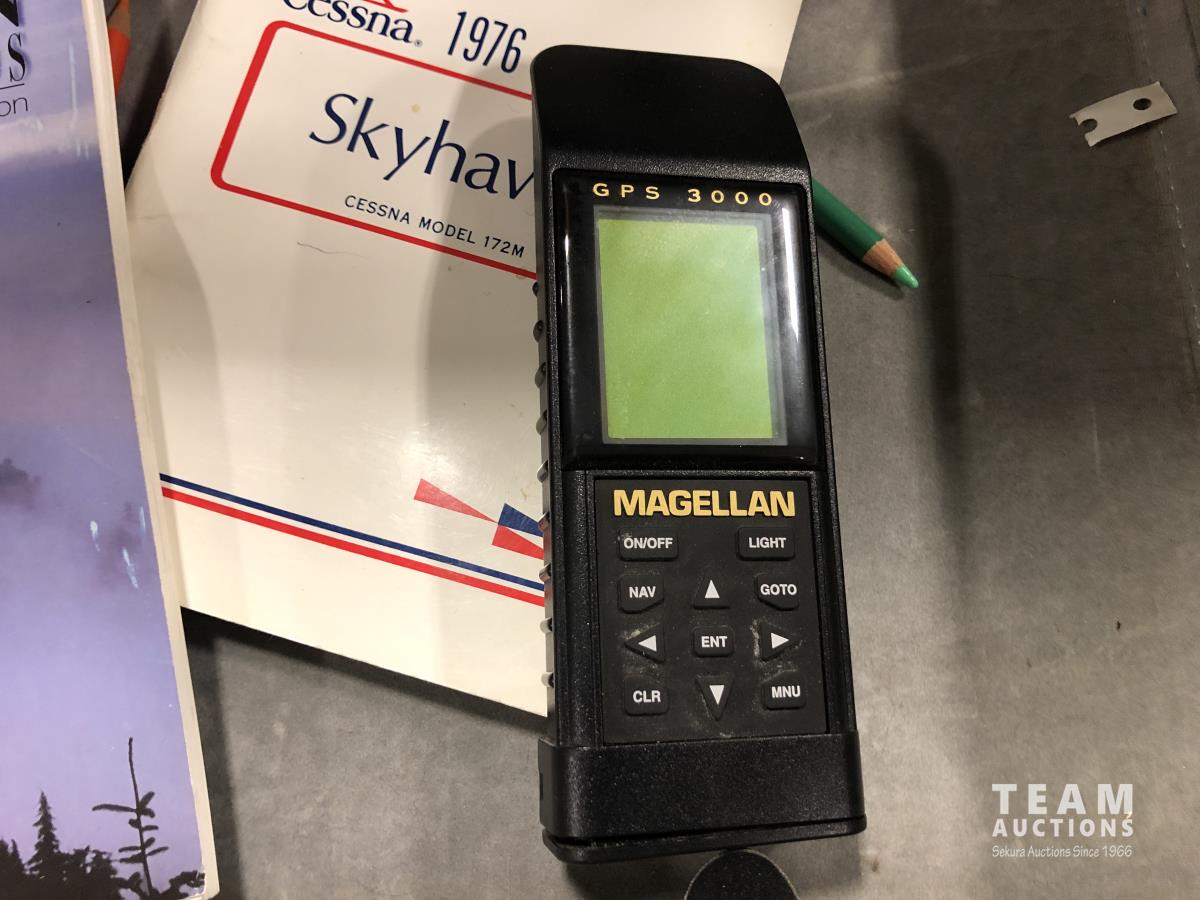 on
Cessna® 1976
Skyhav
CESSNA MODEL 172M
GPS 3000
MAGELLAN
ON/OFF LIGHT
NAV GOTO
ENT
CLR MNU
TEAM
AUCTIONS
Sekura Auctions Since 1966